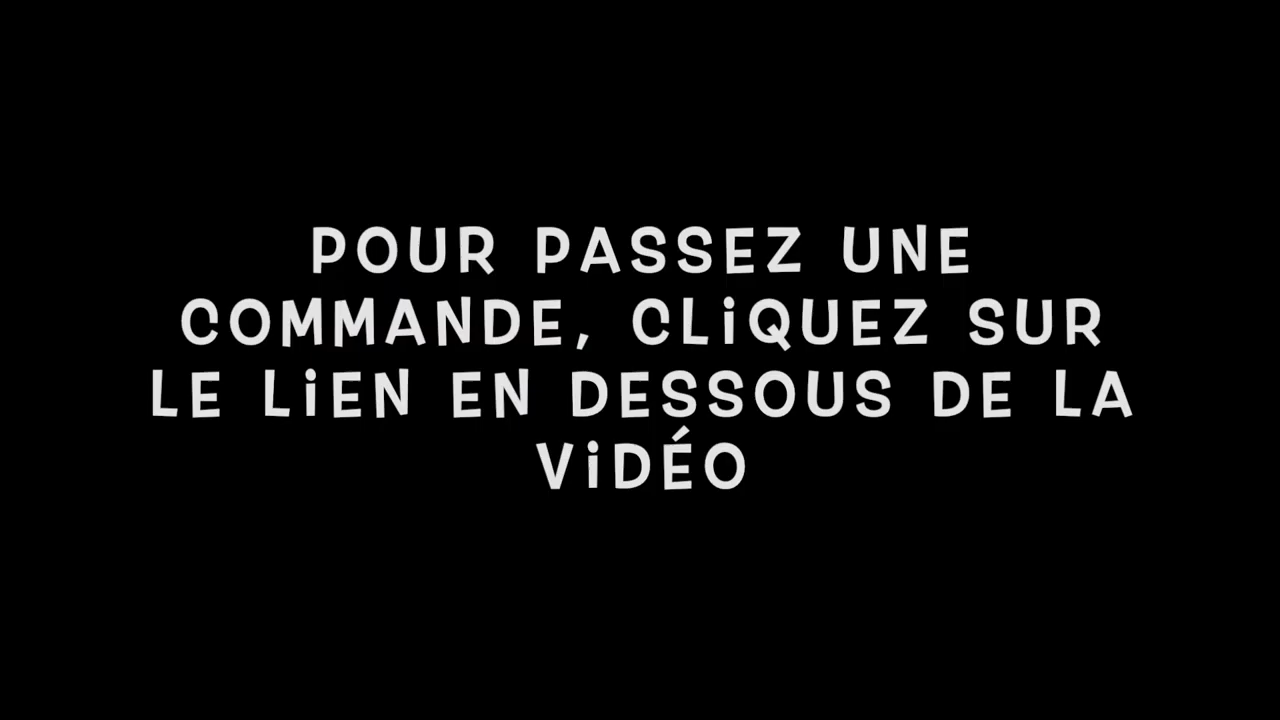 POUR PASSEZ UNE
COMMANDE, CLiQUEZ SUR
LE LiEN EN DESSOUS DE LA
ViDÉO